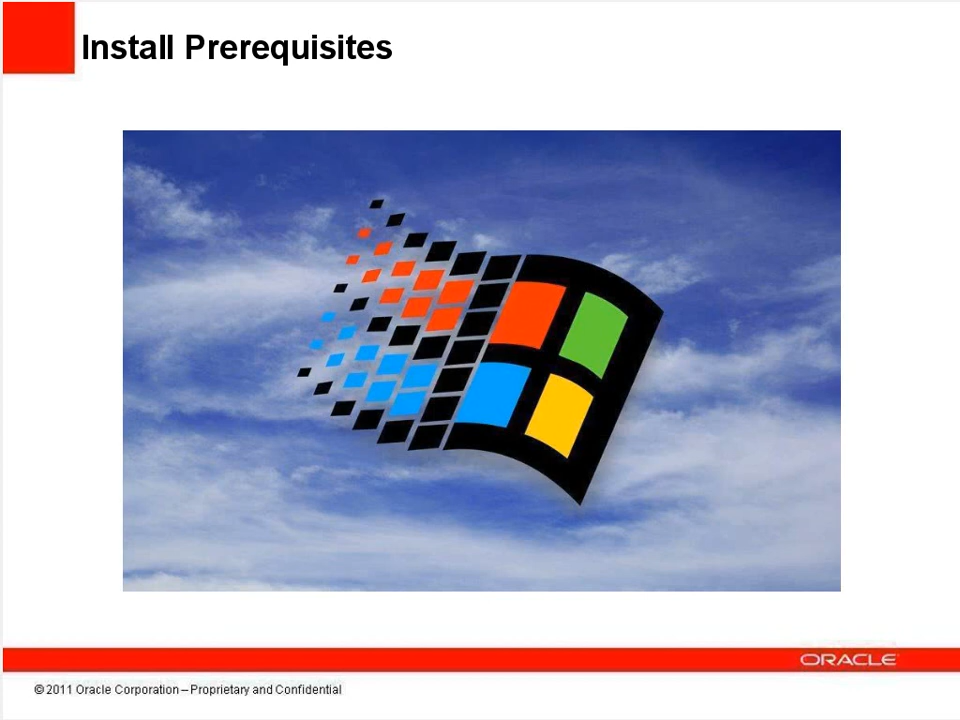 Install Prerequisites
ORACLE
© 2011 Oracle Corporation – Proprietary and Confidential